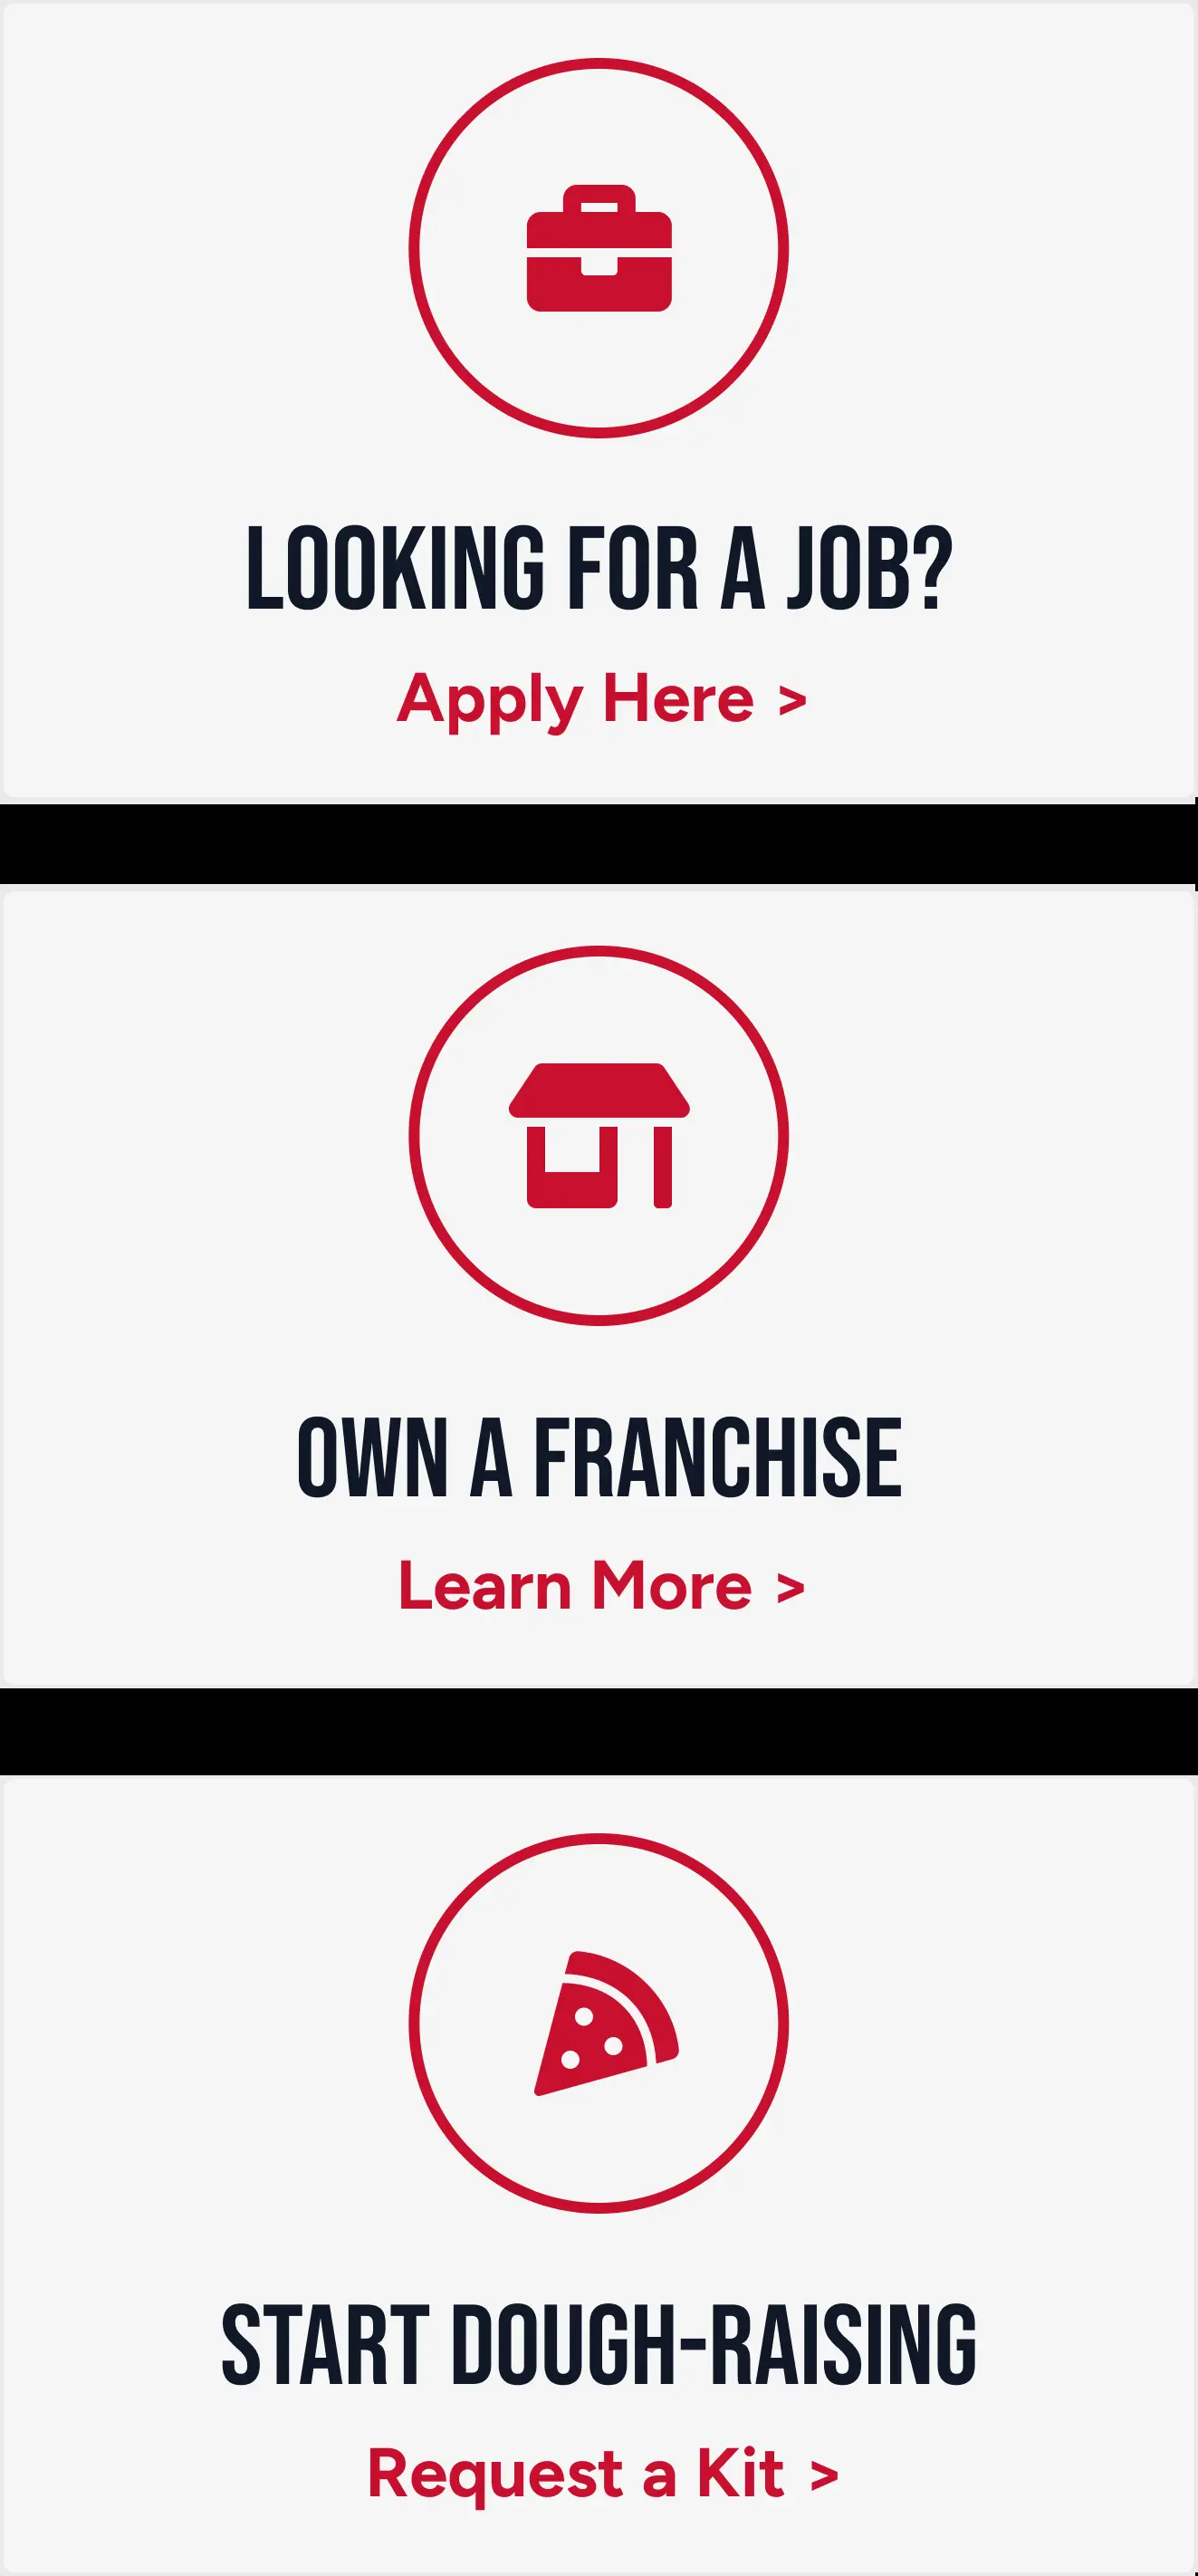 LOOKING FOR A JOB?
Apply Here >
OWN A FRANCHISE
Learn More >
START DOUGH-RAISING
Request a Kit >